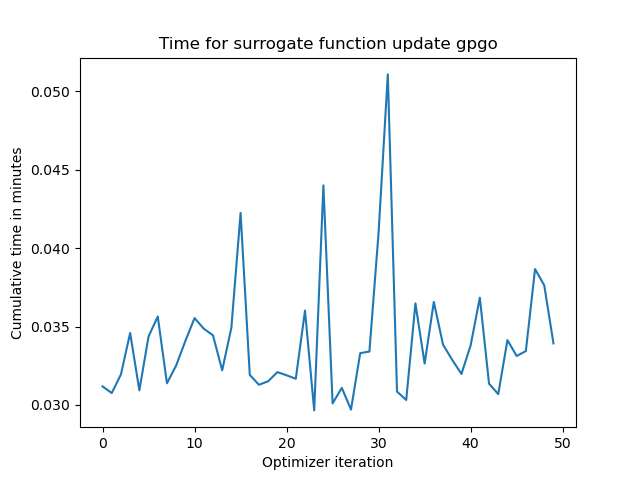 Time for surrogate function update gpgo
0.050
0.045
0.040
0.035
0.030
Cumulative time in minutes
0 10 20 30 40 50
Optimizer iteration